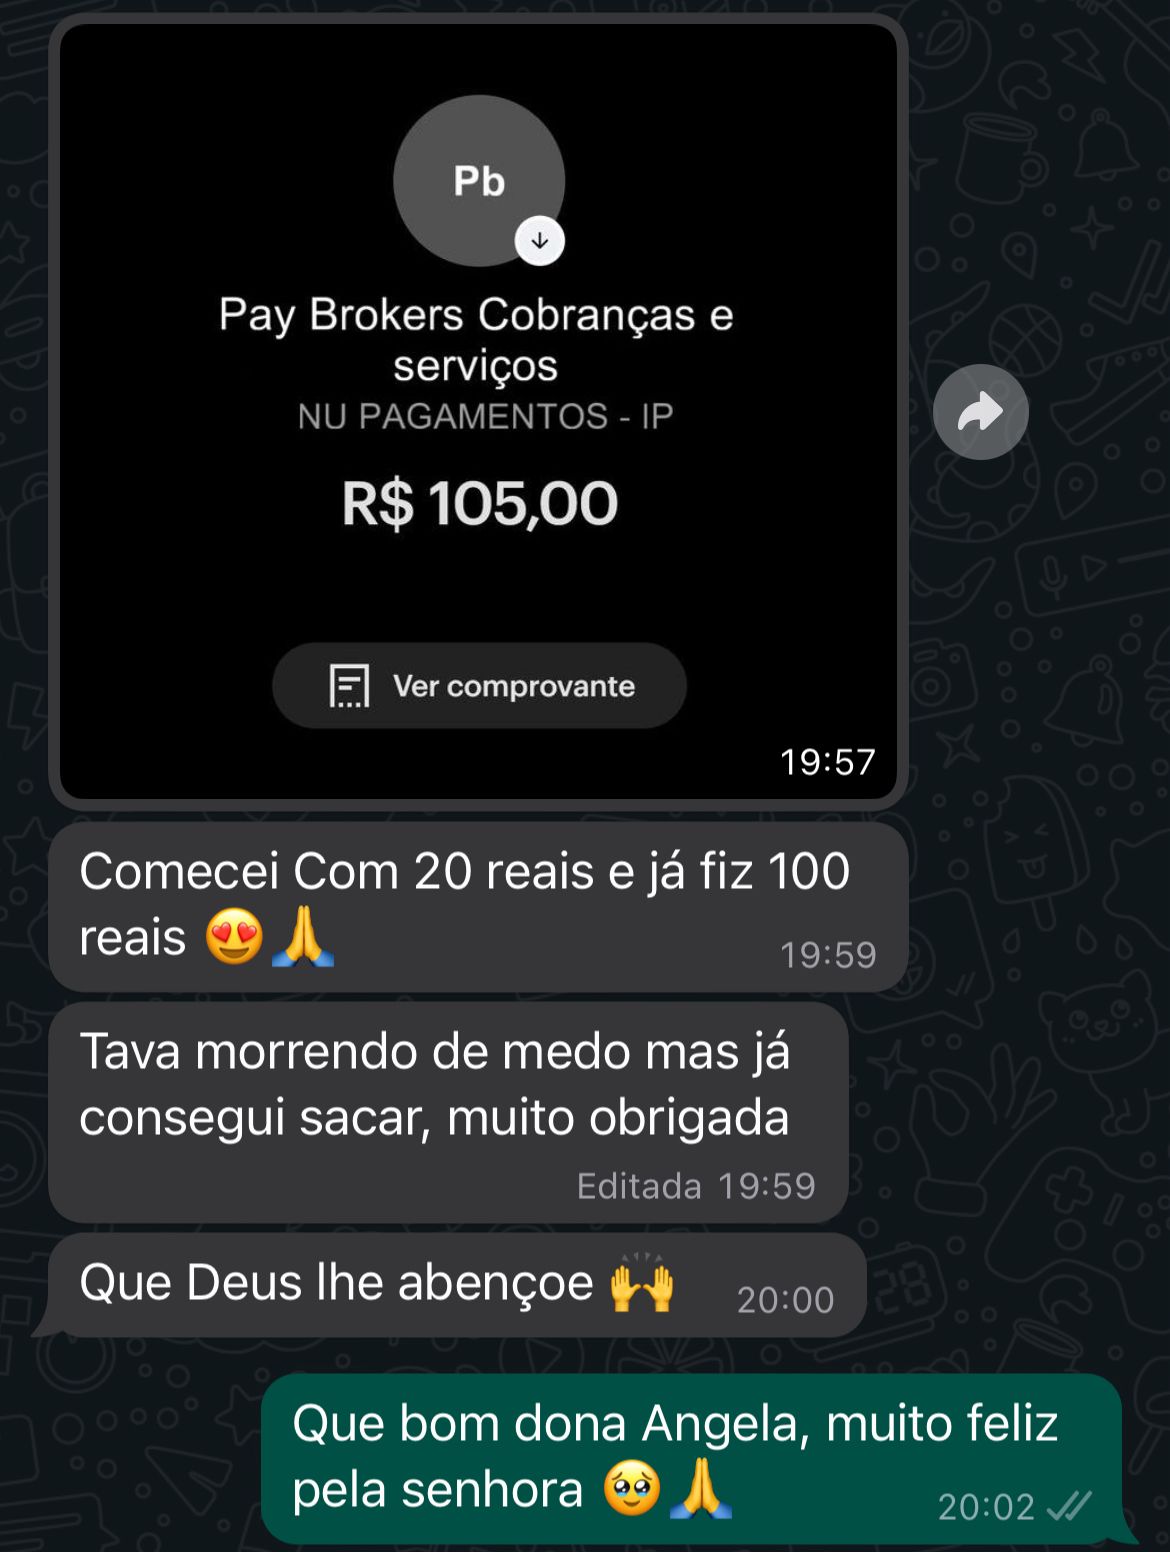 Pb
Pay Brokers Cobranças e
serviços
NU PAGAMENTOS - IP
R$ 105,00
Ver comprovante
19:57
Comecei Com 20 reais e já fiz 100
reais 😍🙏
19:59
Tava morrendo de medo mas já
consegui sacar, muito obrigada
Editada 19:59
Que Deus lhe abençoe 🙌 20:00
Que bom dona Angela, muito feliz
pela senhora 🥹🙏
20:02